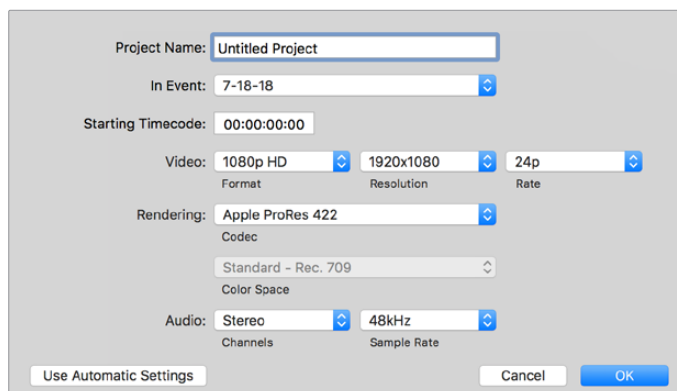 Project Name: Untitled Project
In Event: 7-18-18
Starting Timecode: 00:00:00:00
Video: 1080p HD 1920x1080 24p
Format Resolution Rate
Rendering: Apple ProRes 422
Codec
Standard - Rec. 709
Color Space
Audio: Stereo 48kHz
Channels Sample Rate
Use Automatic Settings Cancel OK